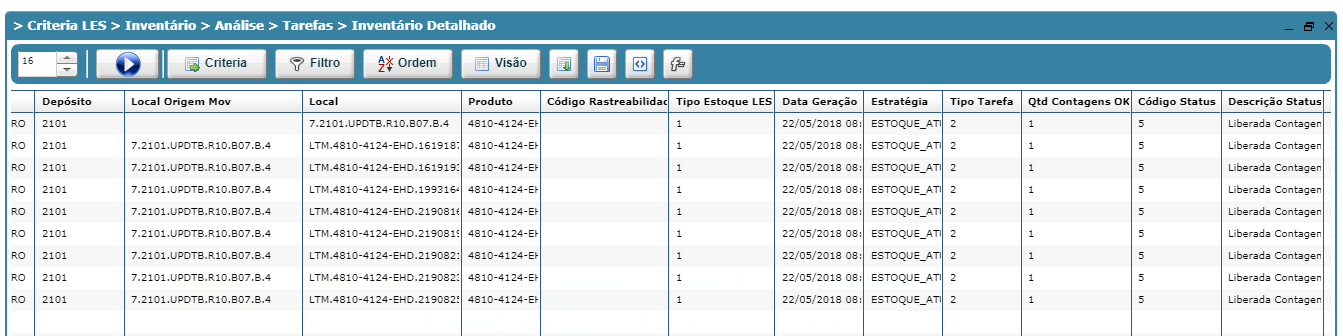 > Criteria LES > Inventário > Análise > Tarefas > Inventário Detalhado
16 Criteria Filtro Ordem Visão
Depósito Local Origem Mov Local Produto Código Rastreabilidac Tipo Estoque LES Data Geração Estratégia Tipo Tarefa Qtd Contagens OK Código Status Descrição Status
RO 2101 7.2101.UPDTB.R10.B07.B.4 4810-4124-EH 1 22/05/2018 08: ESTOQUE_ATI 2 1 5 Liberada Contagen
RO 2101 7.2101.UPDTB.R10.B07.B.4 LTM.4810-4124-EHD.1619187 4810-4124-EH 1 22/05/2018 08: ESTOQUE_ATI 2 1 5 Liberada Contagen
RO 2101 7.2101.UPDTB.R10.B07.B.4 LTM.4810-4124-EHD.161919 4810-4124-EH 1 22/05/2018 08: ESTOQUE_ATI 2 1 5 Liberada Contagen
RO 2101 7.2101.UPDTB.R10.B07.B.4 LTM.4810-4124-EHD.199316 4810-4124-EH 1 22/05/2018 08: ESTOQUE_ATI 2 1 5 Liberada Contagen
RO 2101 7.2101.UPDTB.R10.B07.B.4 LTM.4810-4124-EHD.219081 4810-4124-EH 1 22/05/2018 08: ESTOQUE_ATI 2 1 5 Liberada Contagen
RO 2101 7.2101.UPDTB.R10.B07.B.4 LTM.4810-4124-EHD.219081 4810-4124-EH 1 22/05/2018 08: ESTOQUE_ATI 2 1 5 Liberada Contagen
RO 2101 7.2101.UPDTB.R10.B07.B.4 LTM.4810-4124-EHD.219082 4810-4124-EH 1 22/05/2018 08: ESTOQUE_ATI 2 1 5 Liberada Contagen
RO 2101 7.2101.UPDTB.R10.B07.B.4 LTM.4810-4124-EHD.219082 4810-4124-EH 1 22/05/2018 08: ESTOQUE_ATI 2 1 5 Liberada Contagen
RO 2101 7.2101.UPDTB.R10.B07.B.4 LTM.4810-4124-EHD.219082 4810-4124-EH 1 22/05/2018 08: ESTOQUE_ATI 2 1 5 Liberada Contagen